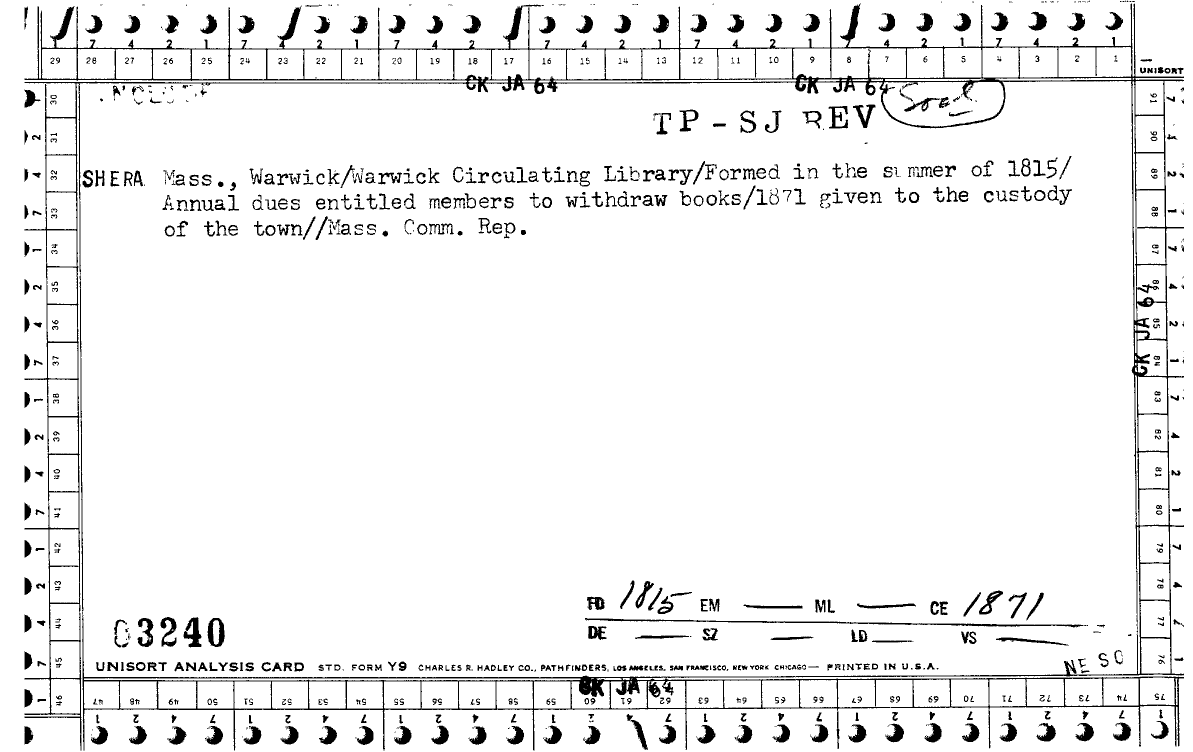 7 4 2 1 7 4 2 1 7 4 2 1 7 4 2 1 7 4 2 1 7 4 2 1 7 4 2 1
29 28 27 26 25 24 23 22 21 20 19 18 17 16 15 14 13 12 11 10 9 8 7 6 5 4 3 2 1
UNISORT
CK JA 64 CK JA 64
TP-SJ REV
SHERA Mass., Warwick/Warwick Circulating Library/Formed in the summer of 1815/
Annual dues entitled members to withdraw books/1871 given to the custody
of the town//Mass. Comm. Rep.
CK JA 64
FD 1815 EM — ML — CE 1871
DE — SZ — LD — VS —
03240
NE SO
UNISORT ANALYSIS CARD STD. FORM Y9 CHARLES R. HADLEY CO., PATHFINDERS, LOS ANGELES, SAN FRANCISCO, NEW YORK CHICAGO — PRINTED IN U.S.A.
CK JA 64
30 31 32 33 34 35 36 37 38 39 40 41 42 43 44 45 46
47 48 49 50 51 52 53 54 55 56 57 58 59 60 61 62 63 64 65 66 67 68 69 70 71 72 73 74 75
91 90 89 88 87 86 85 84 83 82 81 80 79 78 77 76